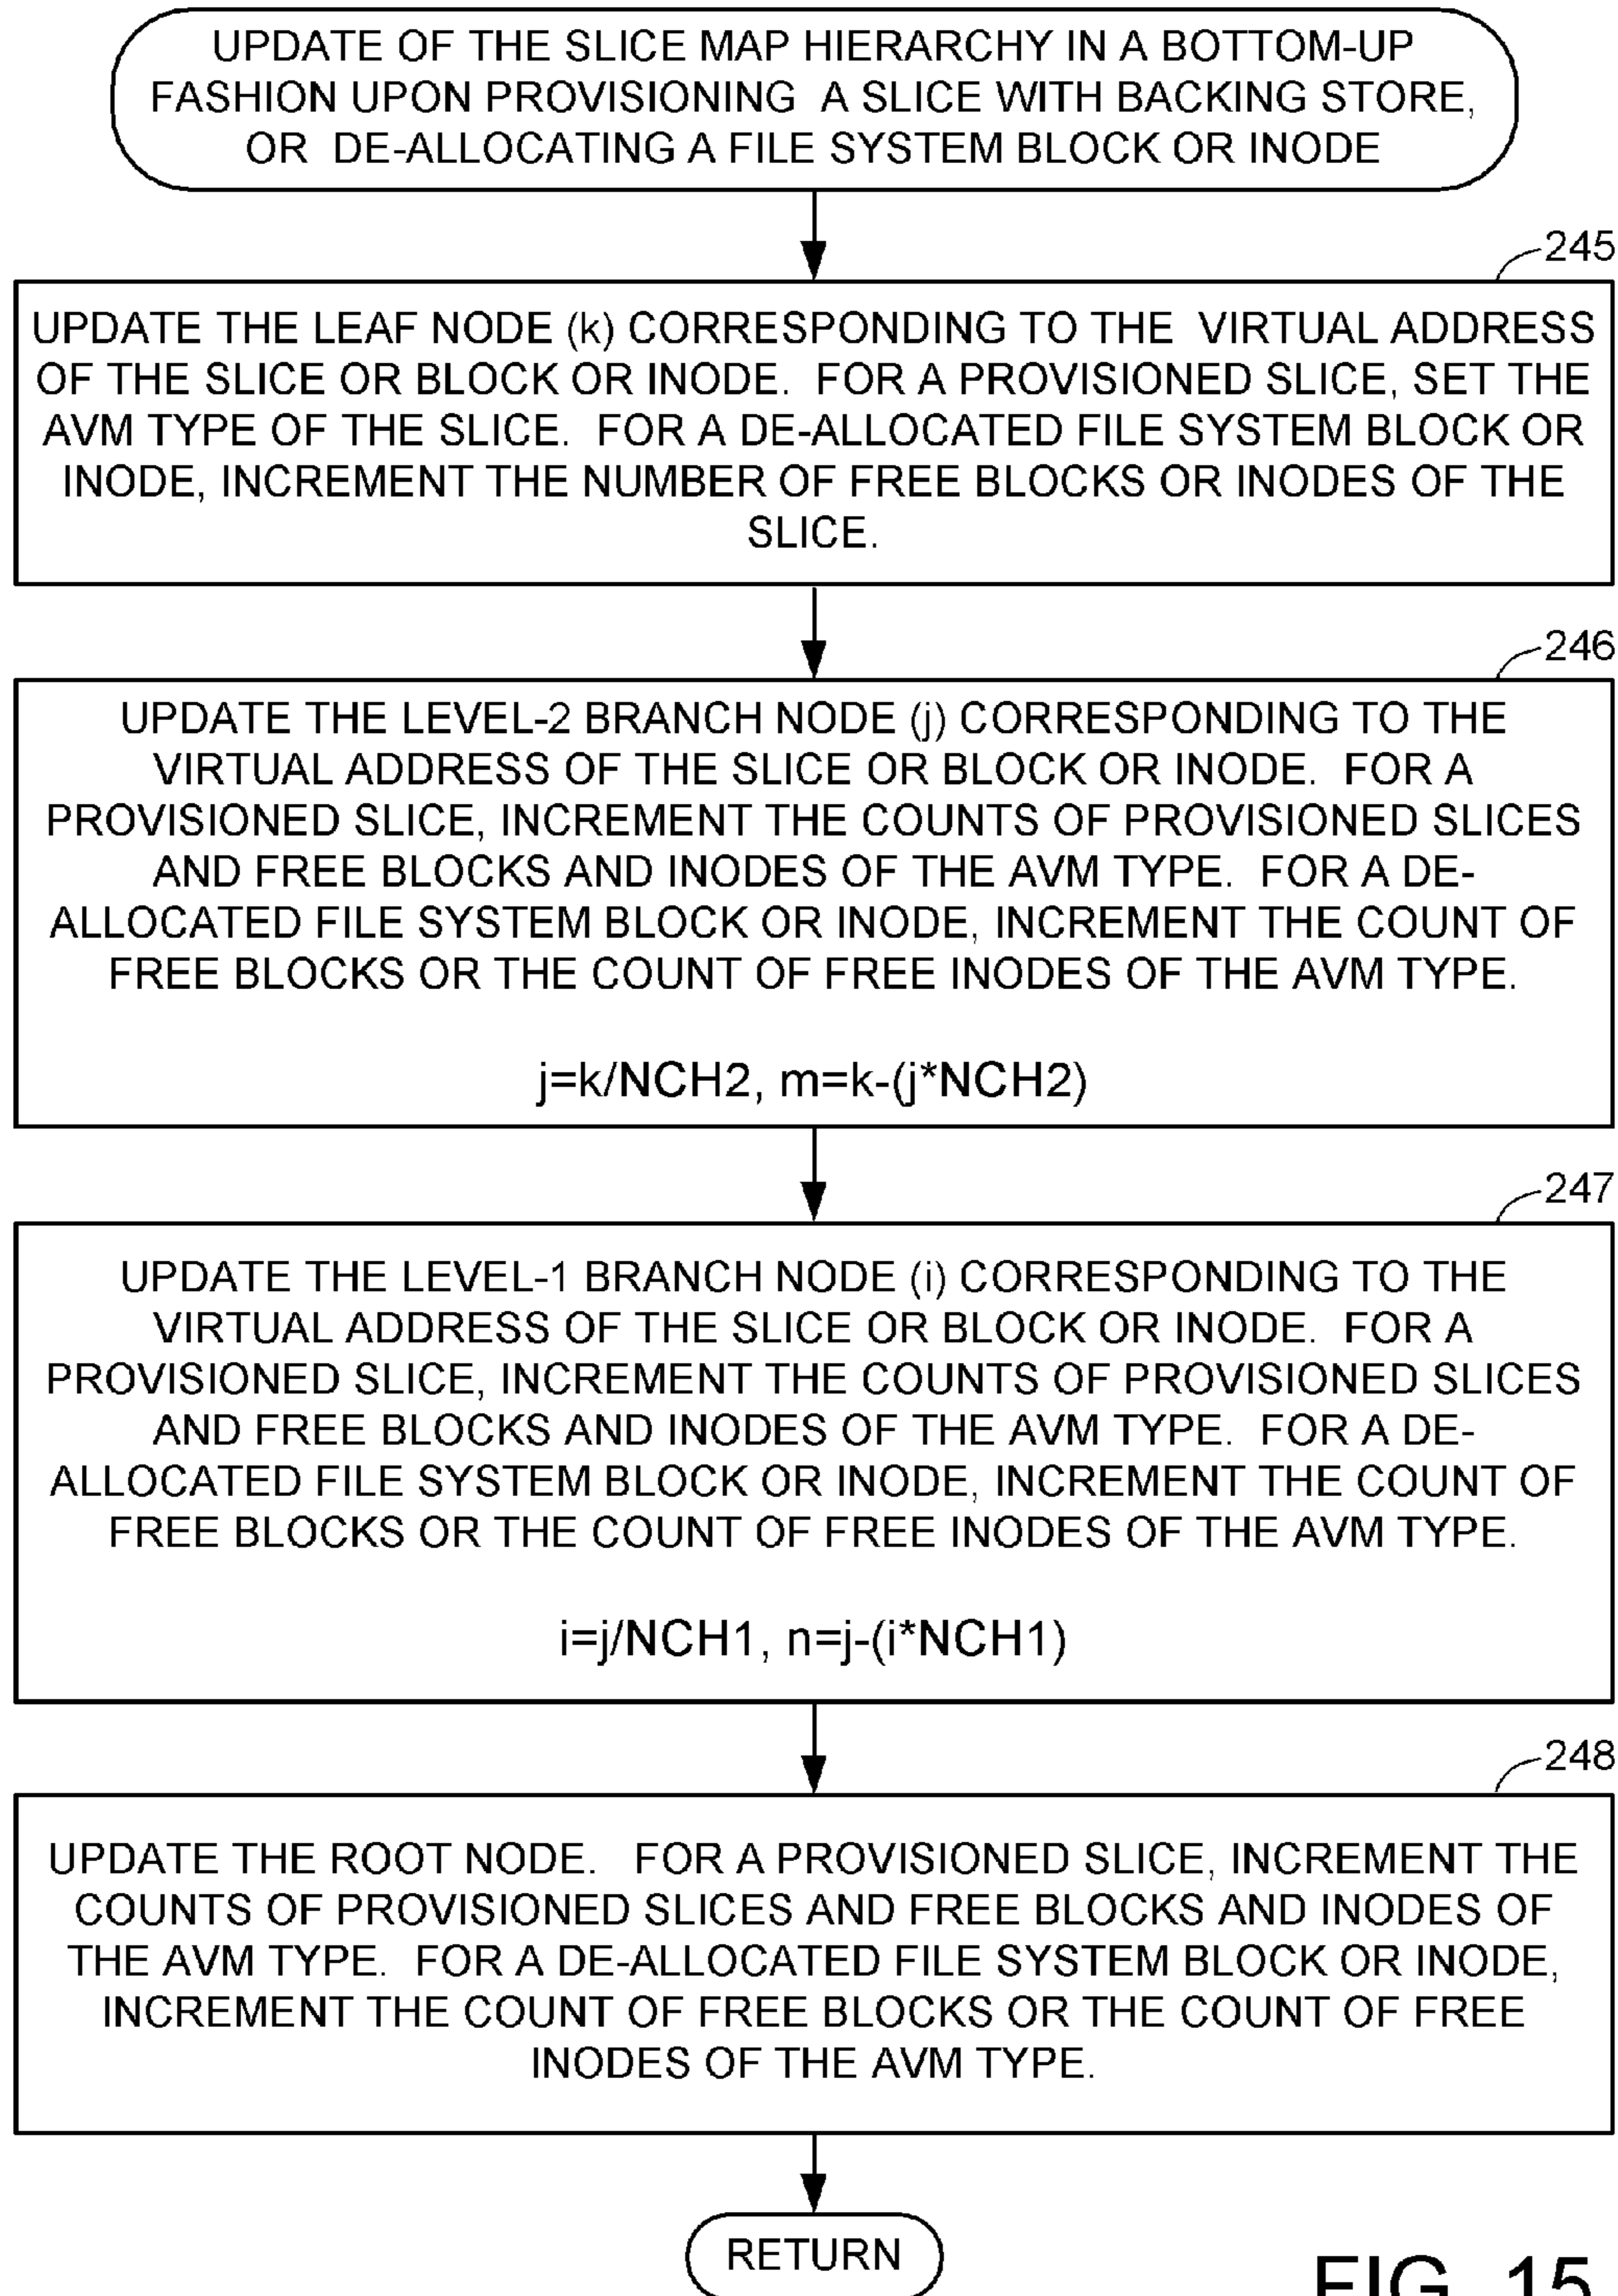 UPDATE OF THE SLICE MAP HIERARCHY IN A BOTTOM-UP
FASHION UPON PROVISIONING A SLICE WITH BACKING STORE,
OR DE-ALLOCATING A FILE SYSTEM BLOCK OR INODE
245
UPDATE THE LEAF NODE (k) CORRESPONDING TO THE VIRTUAL ADDRESS
OF THE SLICE OR BLOCK OR INODE. FOR A PROVISIONED SLICE, SET THE
AVM TYPE OF THE SLICE. FOR A DE-ALLOCATED FILE SYSTEM BLOCK OR
INODE, INCREMENT THE NUMBER OF FREE BLOCKS OR INODES OF THE
SLICE.
246
UPDATE THE LEVEL-2 BRANCH NODE (j) CORRESPONDING TO THE
VIRTUAL ADDRESS OF THE SLICE OR BLOCK OR INODE. FOR A
PROVISIONED SLICE, INCREMENT THE COUNTS OF PROVISIONED SLICES
AND FREE BLOCKS AND INODES OF THE AVM TYPE. FOR A DE-
ALLOCATED FILE SYSTEM BLOCK OR INODE, INCREMENT THE COUNT OF
FREE BLOCKS OR THE COUNT OF FREE INODES OF THE AVM TYPE.
j=k/NCH2, m=k-(j*NCH2)
247
UPDATE THE LEVEL-1 BRANCH NODE (i) CORRESPONDING TO THE
VIRTUAL ADDRESS OF THE SLICE OR BLOCK OR INODE. FOR A
PROVISIONED SLICE, INCREMENT THE COUNTS OF PROVISIONED SLICES
AND FREE BLOCKS AND INODES OF THE AVM TYPE. FOR A DE-
ALLOCATED FILE SYSTEM BLOCK OR INODE, INCREMENT THE COUNT OF
FREE BLOCKS OR THE COUNT OF FREE INODES OF THE AVM TYPE.
i=j/NCH1, n=j-(i*NCH1)
248
UPDATE THE ROOT NODE. FOR A PROVISIONED SLICE, INCREMENT THE
COUNTS OF PROVISIONED SLICES AND FREE BLOCKS AND INODES OF
THE AVM TYPE. FOR A DE-ALLOCATED FILE SYSTEM BLOCK OR INODE,
INCREMENT THE COUNT OF FREE BLOCKS OR THE COUNT OF FREE
INODES OF THE AVM TYPE.
RETURN
FIG. 15